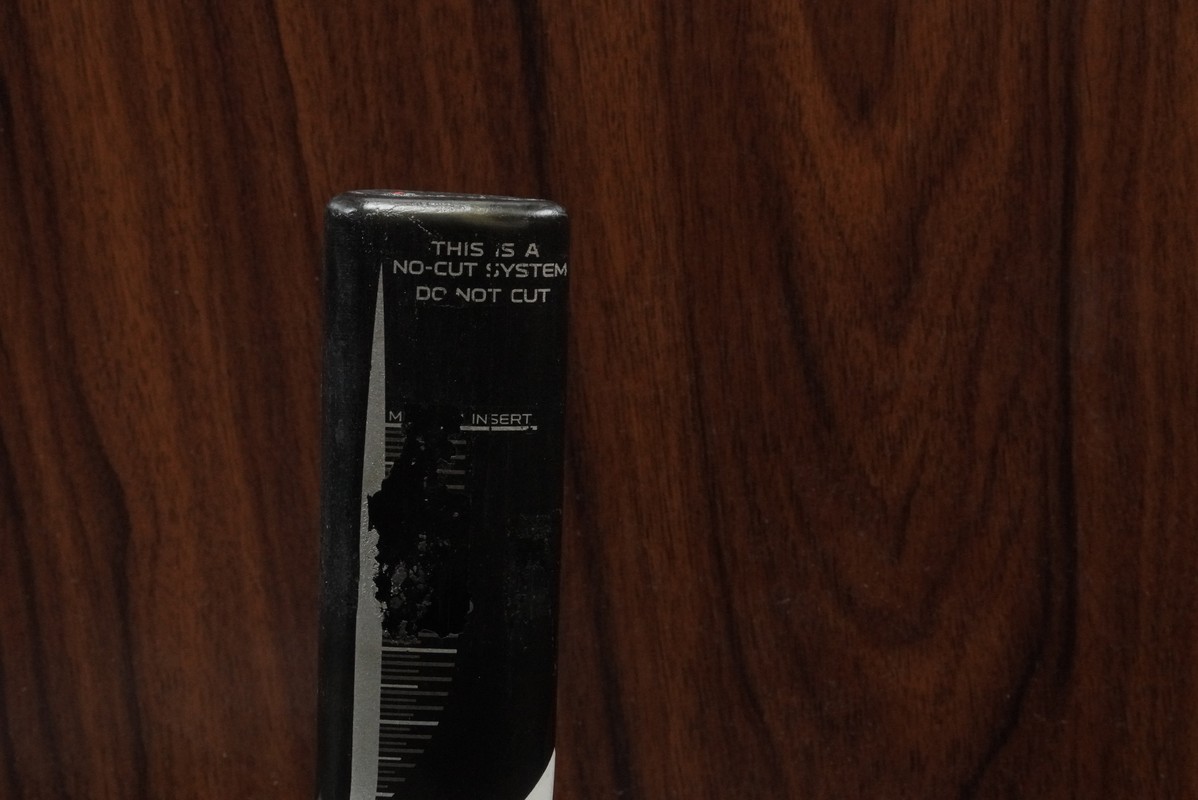 THIS IS A
NO-CUT SYSTEM
DO NOT CUT
INSERT